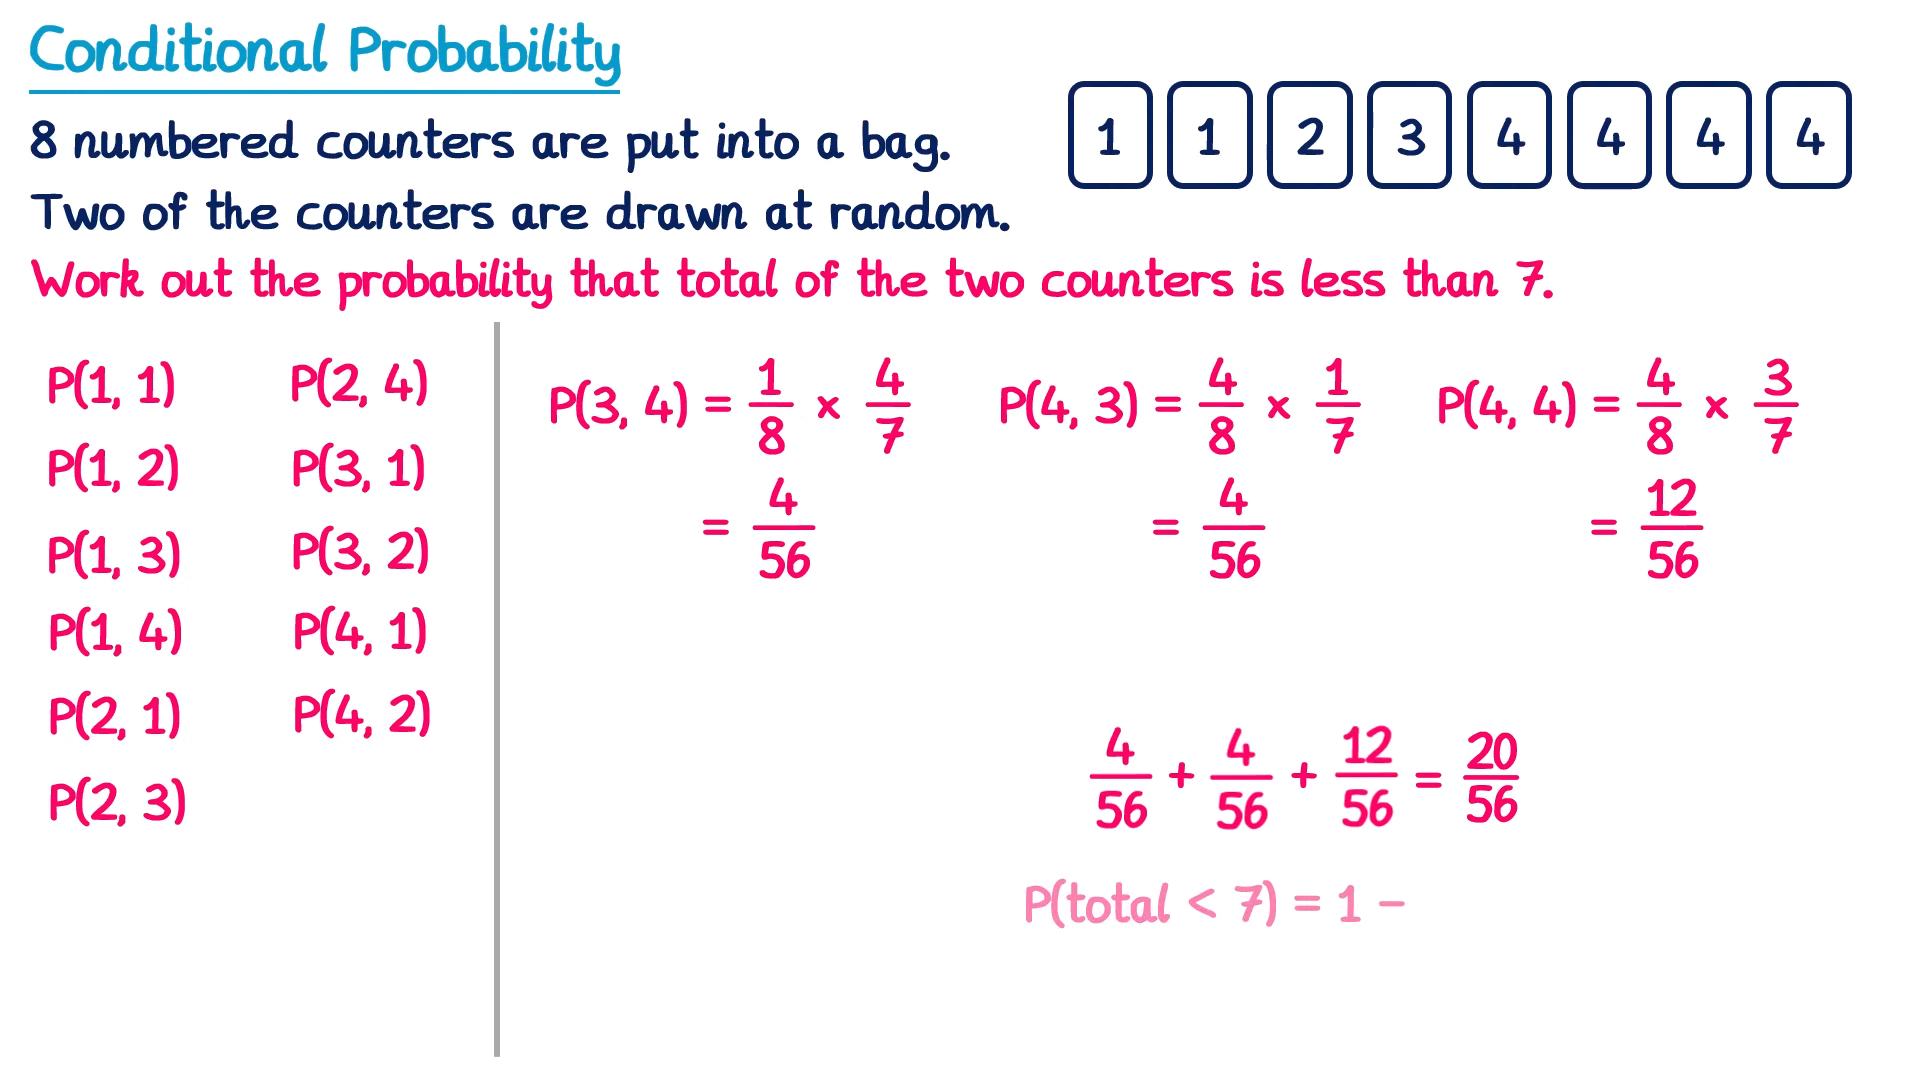 Conditional Probability
8 numbered counters are put into a bag.
1 1 2 3 4 4 4 4
Two of the counters are drawn at random.
Work out the probability that total of the two counters is less than 7.
P(1, 1) P(2, 4)
P(1, 2) P(3, 1)
P(1, 3) P(3, 2)
P(1, 4) P(4, 1)
P(2, 1) P(4, 2)
P(2, 3)
P(3, 4) = 1/8 × 4/7
= 4/56
P(4, 3) = 4/8 × 1/7
= 4/56
P(4, 4) = 4/8 × 3/7
= 12/56
4/56 + 4/56 + 12/56 = 20/56
P(total < 7) = 1 −